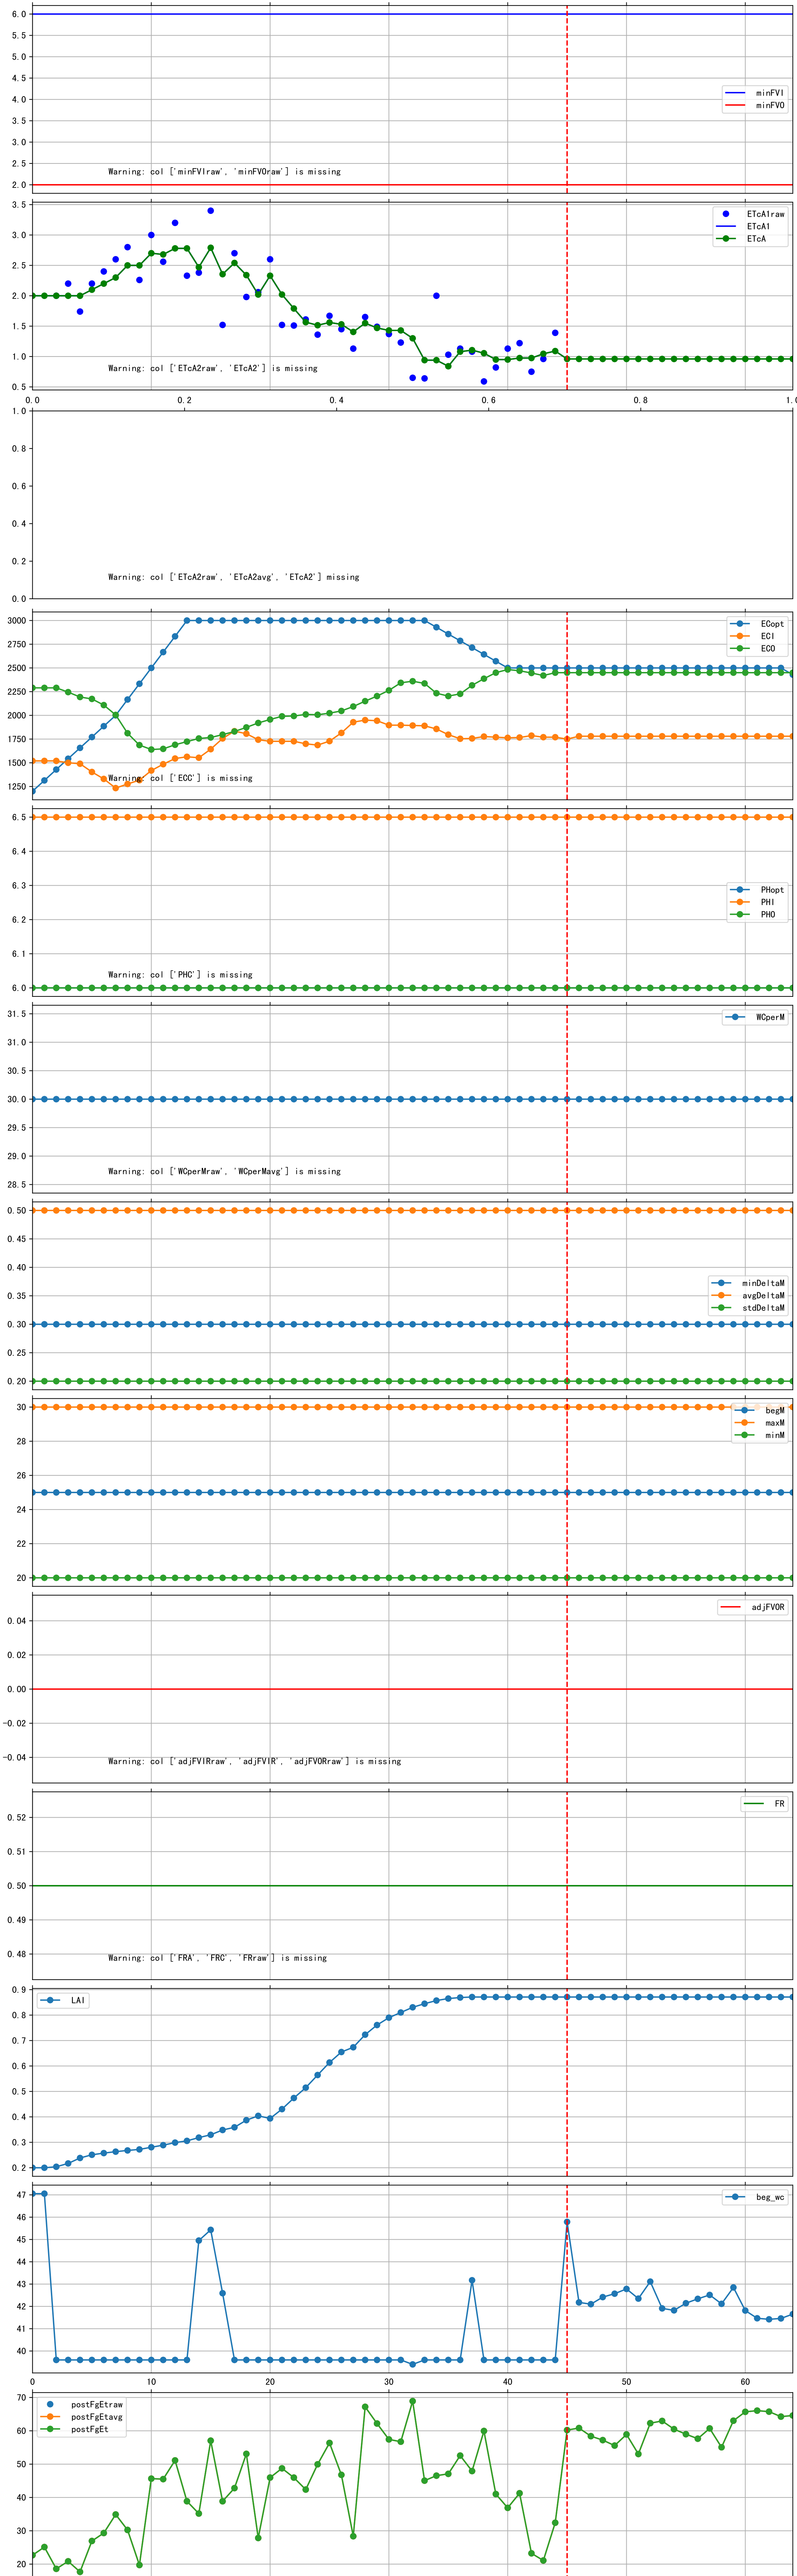 6.0
5.5
5.0
4.5
4.0
3.5
3.0
2.5
2.0
minFVI
minFVO
Warning: col ['minFVIraw', 'minFVOraw'] is missing
3.5
3.0
2.5
2.0
1.5
1.0
0.5
ETcA1raw
ETcA1
ETcA
Warning: col ['ETcA2raw', 'ETcA2'] is missing
0.0 0.2 0.4 0.6 0.8 1.0
1.0
0.8
0.6
0.4
0.2
0.0
Warning: col ['ETcA2raw', 'ETcA2avg', 'ETcA2'] missing
3000
2750
2500
2250
2000
1750
1500
1250
ECopt
ECI
ECO
Warning: col ['ECC'] is missing
6.5
6.4
6.3
6.2
6.1
6.0
PHopt
PHI
PHO
Warning: col ['PHC'] is missing
31.5
31.0
30.5
30.0
29.5
29.0
28.5
WCperM
Warning: col ['WCperMraw', 'WCperMavg'] is missing
0.50
0.45
0.40
0.35
0.30
0.25
0.20
minDeltaM
avgDeltaM
stdDeltaM
30
28
26
24
22
20
begM
maxM
minM
0.04
0.02
0.00
−0.02
−0.04
adjFVOR
Warning: col ['adjFVIRraw', 'adjFVIR', 'adjFVORraw'] is missing
0.52
0.51
0.50
0.49
0.48
FR
Warning: col ['FRA', 'FRC', 'FRraw'] is missing
0.9
0.8
0.7
0.6
0.5
0.4
0.3
0.2
LAI
47
46
45
44
43
42
41
40
beg_wc
0 10 20 30 40 50 60
70
60
50
40
30
20
postFgEtraw
postFgEtavg
postFgEt